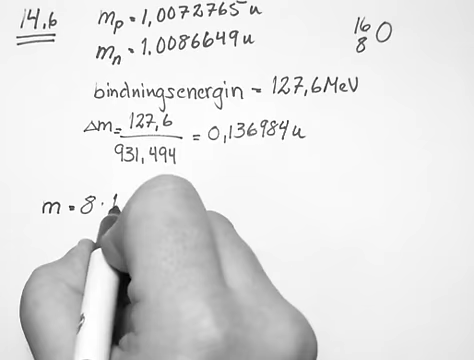 14.6
mp = 1,0072765 u
mn = 1.0086649 u
16 8 O
bindningsenergin = 127,6 MeV
Δm = 127,6 / 931,494 = 0,136984 u
m = 8 · 1